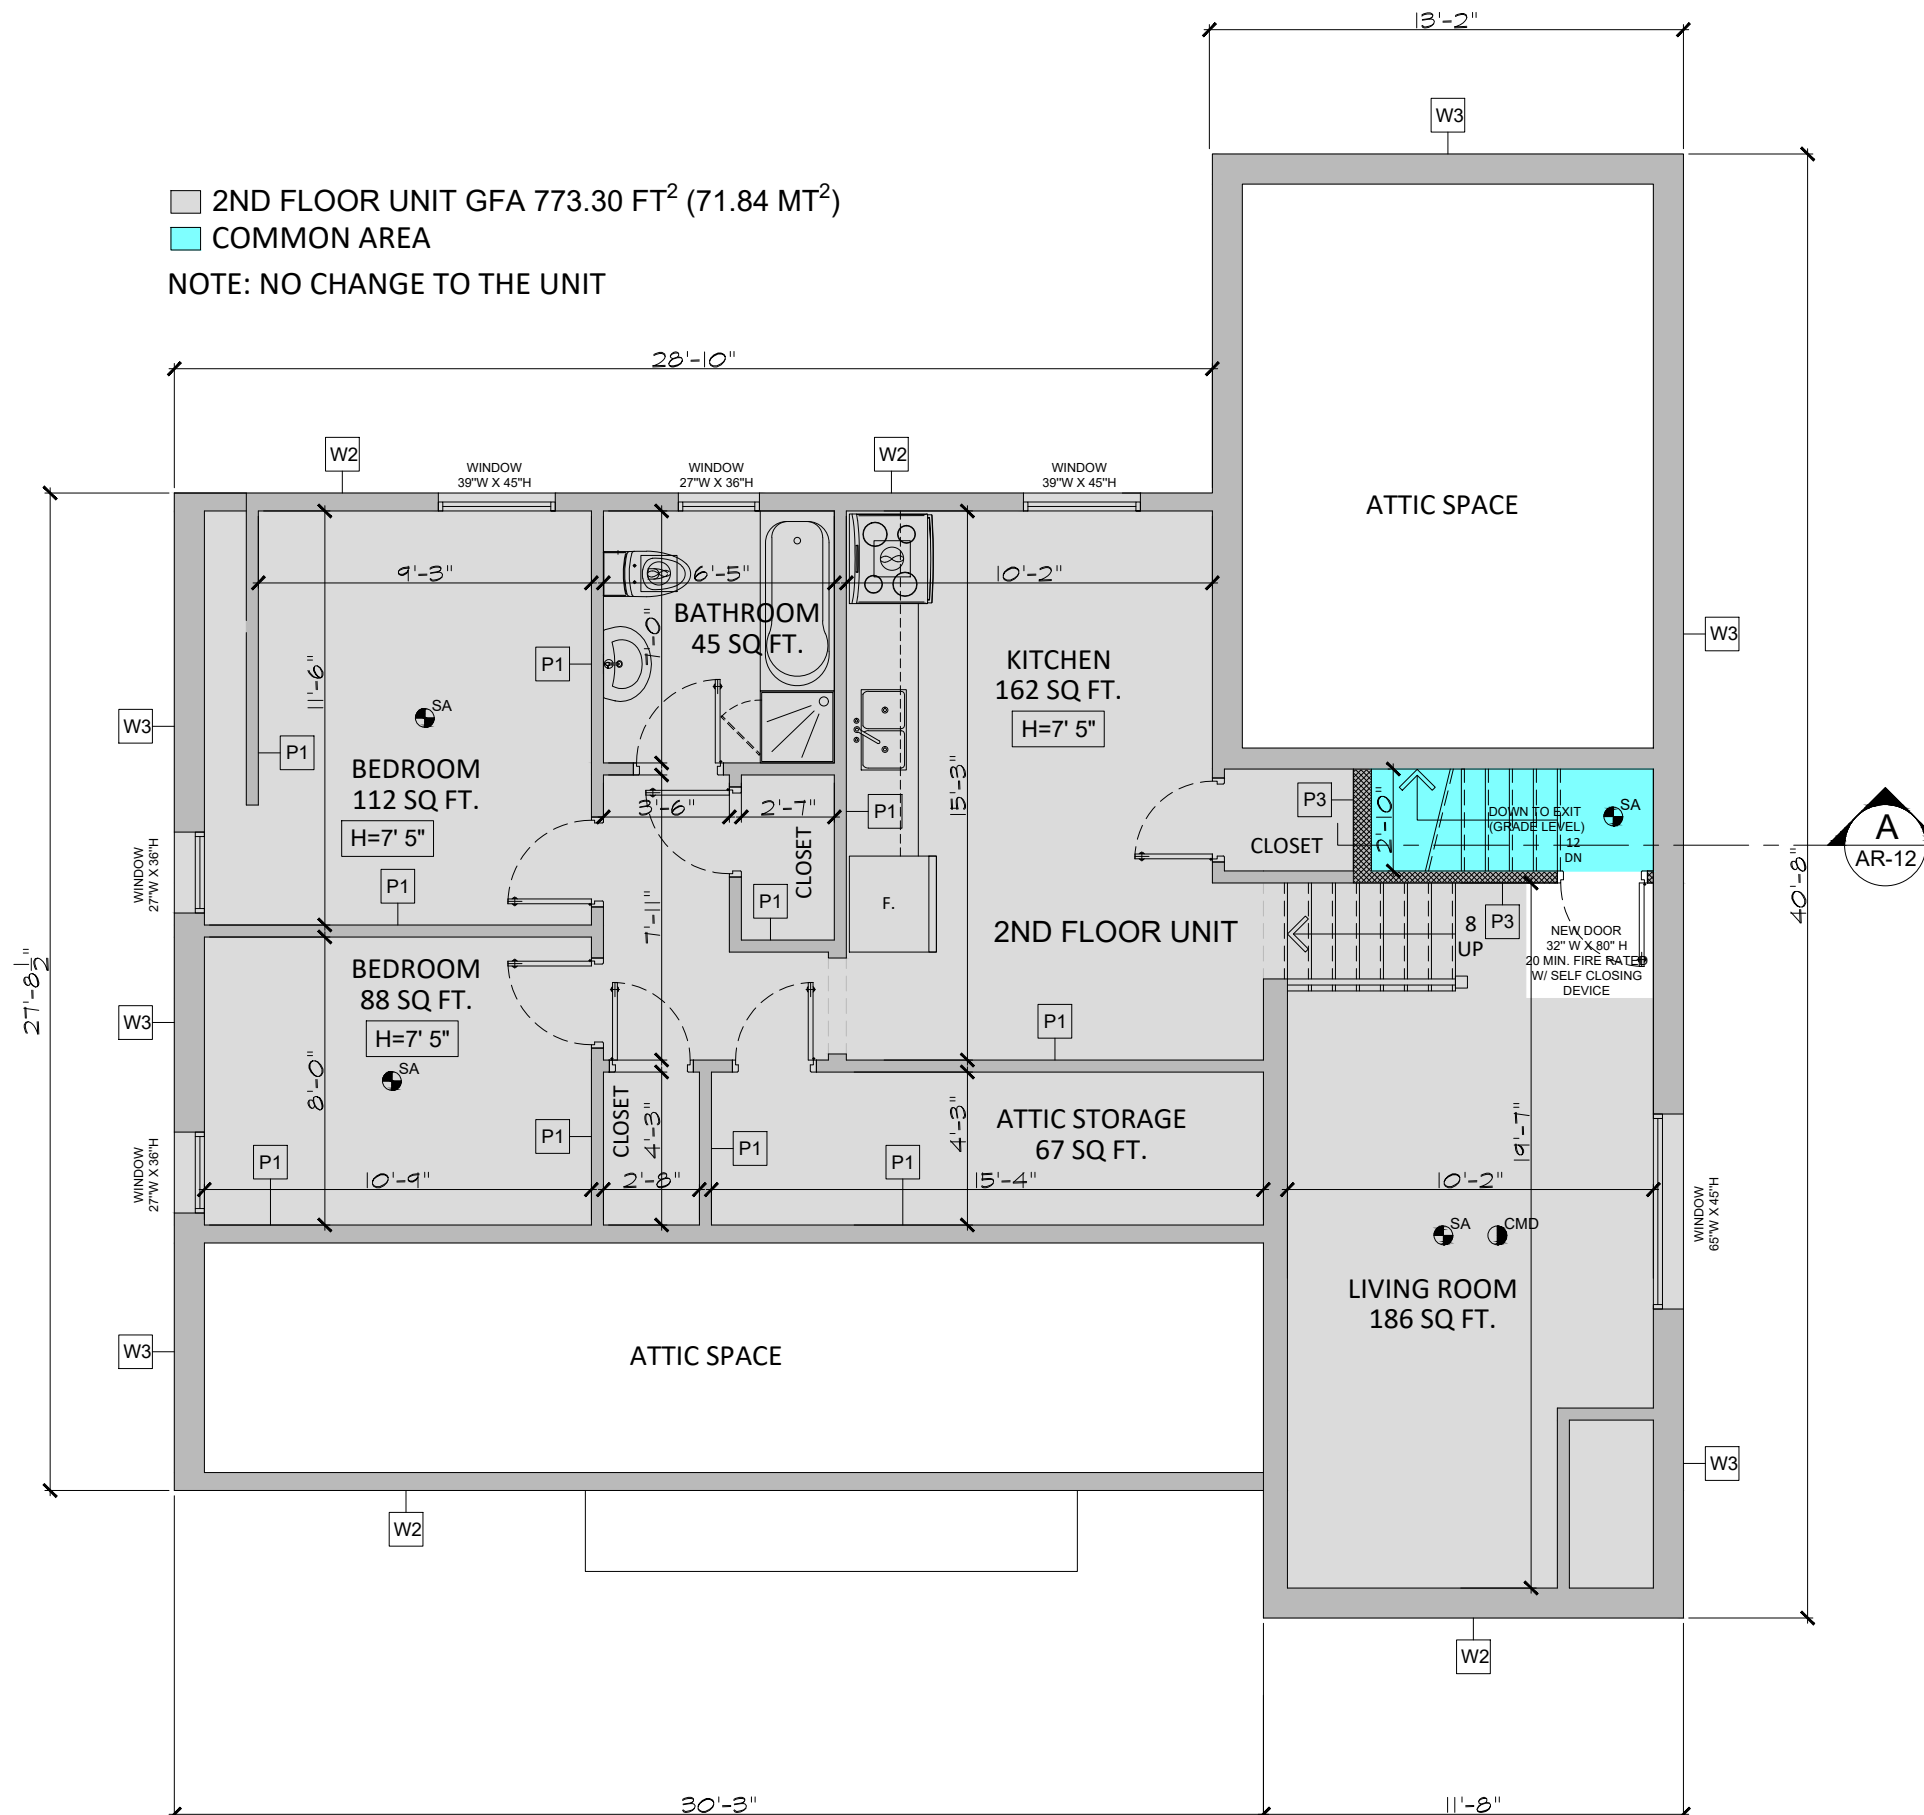 13'-2"
W3
2ND FLOOR UNIT GFA 773.30 FT² (71.84 MT²)
COMMON AREA
NOTE: NO CHANGE TO THE UNIT
28'-10"
W2
WINDOW
39"W X 45"H
WINDOW
27"W X 36"H
W2
WINDOW
39"W X 45"H
ATTIC SPACE
9'-3"
6'-5"
10'-2"
BATHROOM
45 SQ FT.
7'-0"
P1
KITCHEN
162 SQ FT.
H=7' 5"
W3
11'-6"
SA
W3
P1
BEDROOM
112 SQ FT.
H=7' 5"
3'-6"
2'-7"
P1
15'-3"
P3
2'-10"
DOWN TO EXIT
(GRADE LEVEL)
12
DN
SA
CLOSET
CLOSET
A
AR-12
40'-8"
WINDOW
27"W X 36"H
P1
P1
F.
7'-11"
2ND FLOOR UNIT
8
UP
P3
NEW DOOR
32" W X 80" H
20 MIN. FIRE RATED
W/ SELF CLOSING
DEVICE
27'-8 1/2"
BEDROOM
88 SQ FT.
H=7' 5"
W3
SA
P1
8'-0"
CLOSET
4'-3"
4'-3"
ATTIC STORAGE
67 SQ FT.
19'-7"
WINDOW
27"W X 36"H
P1
P1
P1
P1
10'-9"
2'-8"
15'-4"
10'-2"
WINDOW
65"W X 45"H
SA
CMD
LIVING ROOM
186 SQ FT.
W3
ATTIC SPACE
W3
W2
W2
30'-3"
11'-8"